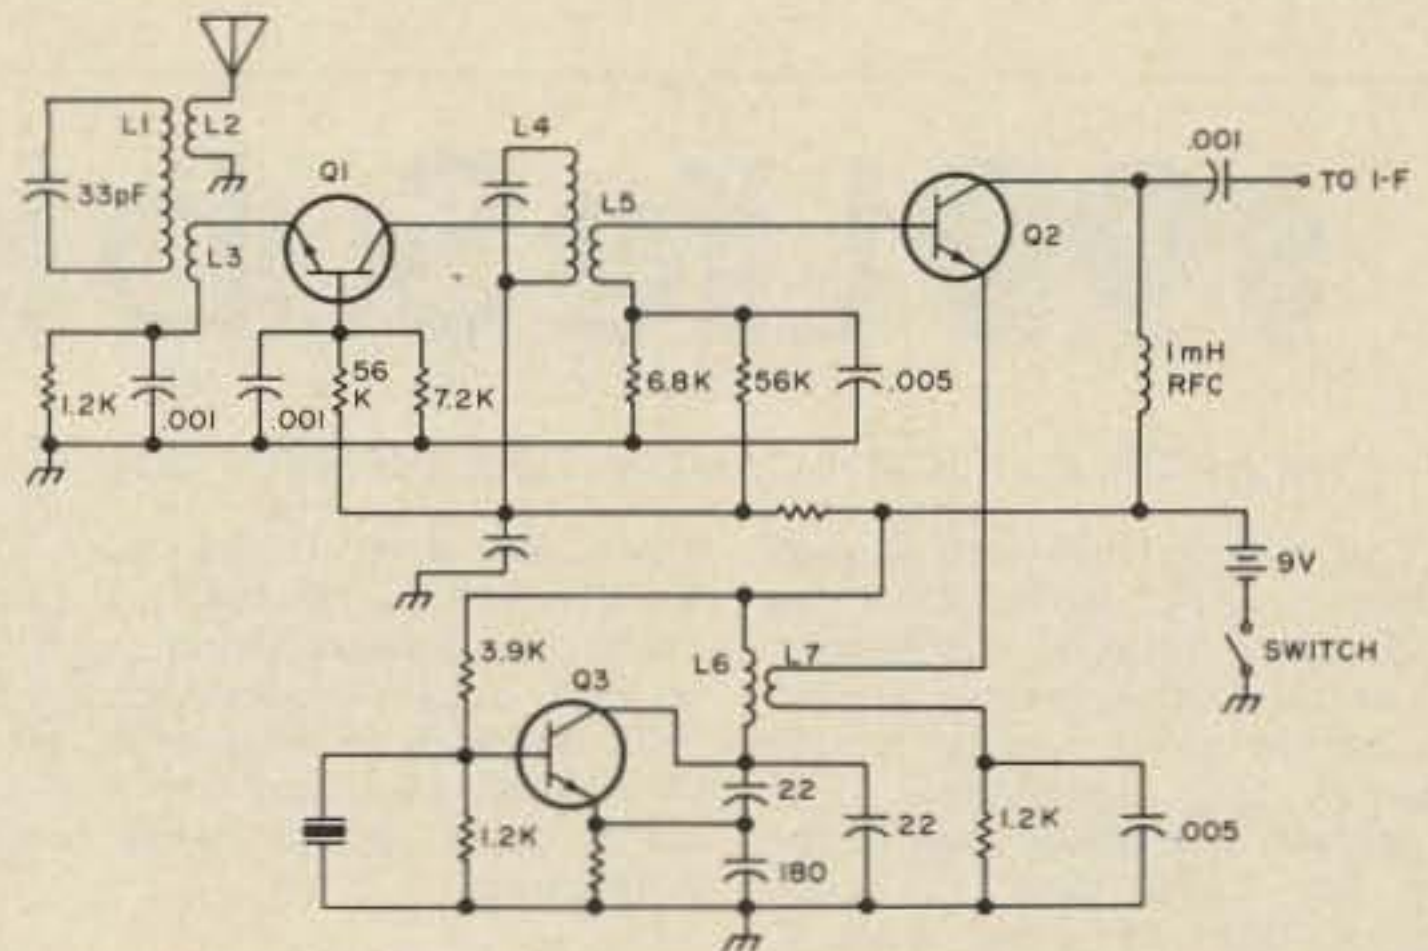 L1
L2
33pF
L3
Q1
L4
L5
Q2
.001
TO I-F
1.2K
.001
.001
56
K
7.2K
6.8K
56K
.005
1mH
RFC
9V
SWITCH
3.9K
Q3
L6
L7
22
22
1.2K
180
1.2K
.005